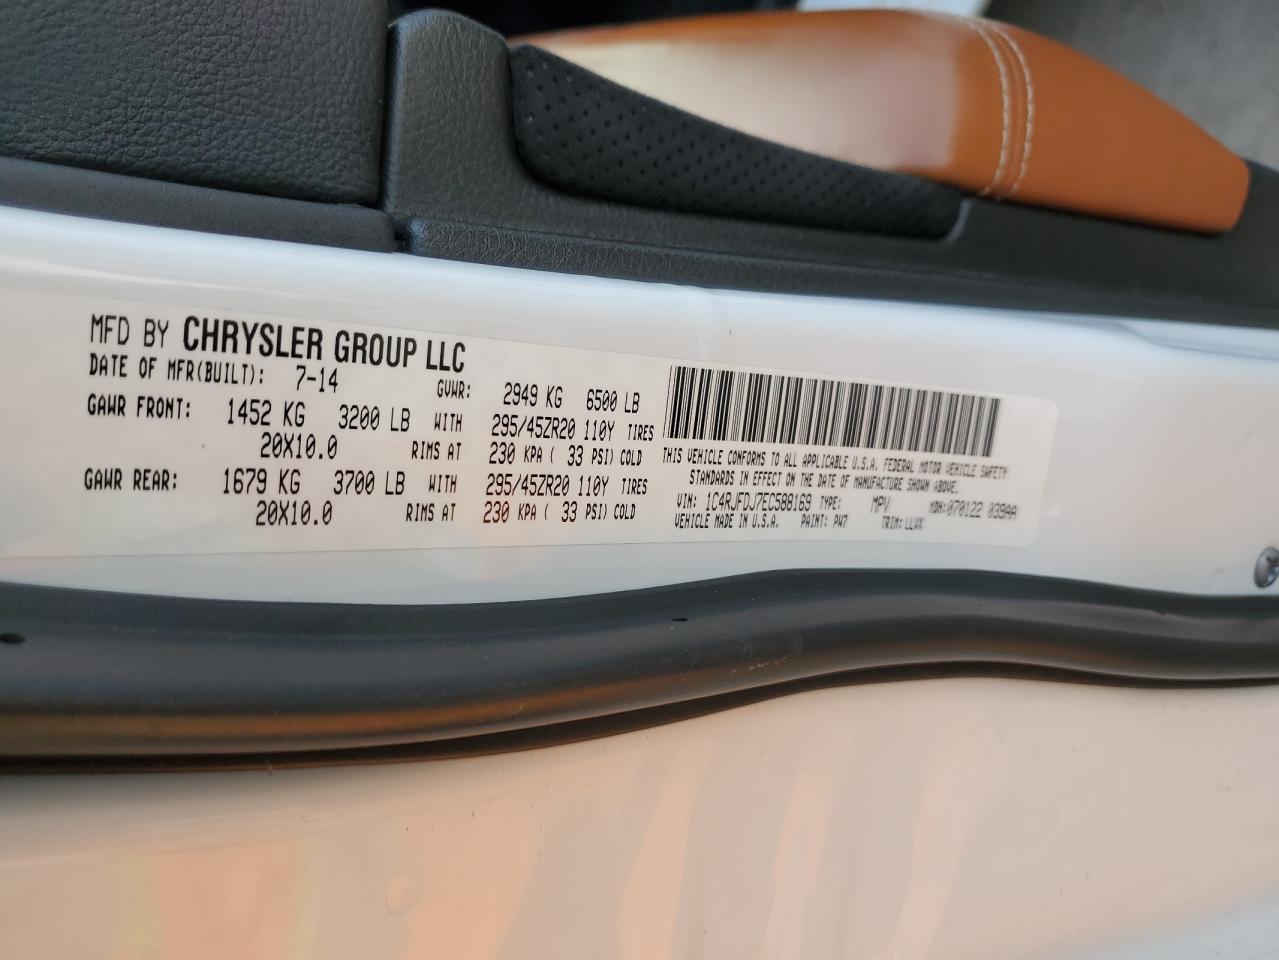 MFD BY CHRYSLER GROUP LLC
DATE OF MFR(BUILT): 7-14 GVWR: 2949 KG 6500 LB
GAWR FRONT: 1452 KG 3200 LB WITH 295/45ZR20 110Y TIRES
20X10.0 RIMS AT 230 KPA ( 33 PSI) COLD
GAWR REAR: 1679 KG 3700 LB WITH 295/45ZR20 110Y TIRES
20X10.0 RIMS AT 230 KPA ( 33 PSI) COLD
THIS VEHICLE CONFORMS TO ALL APPLICABLE U.S.A. FEDERAL MOTOR VEHICLE SAFETY
STANDARDS IN EFFECT ON THE DATE OF MANUFACTURE SHOWN ABOVE.
VIN: 1C4RJFDJ7EC588169 TYPE: MPV MDH: 070122 039AA
VEHICLE MADE IN U.S.A. PAINT: PW7 TRIM: LLVX